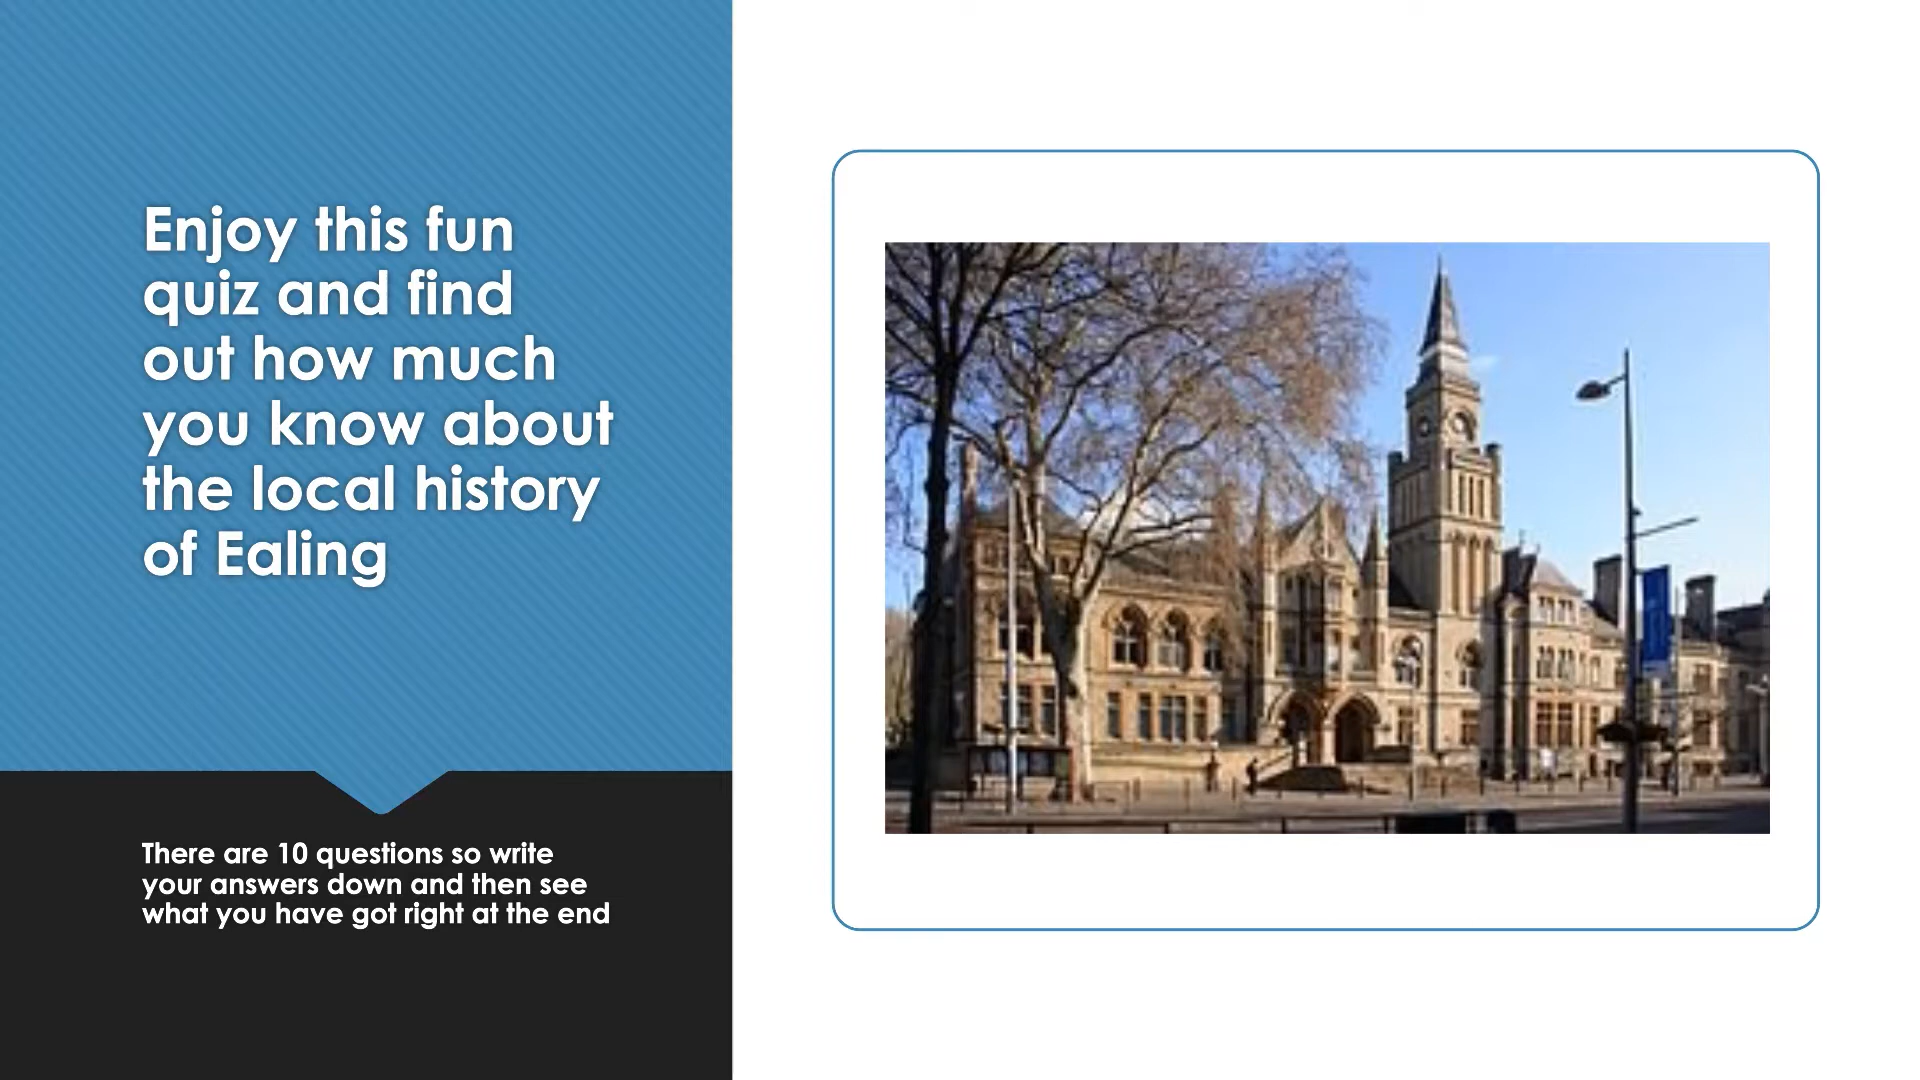 Enjoy this fun
quiz and find
out how much
you know about
the local history
of Ealing
There are 10 questions so write
your answers down and then see
what you have got right at the end